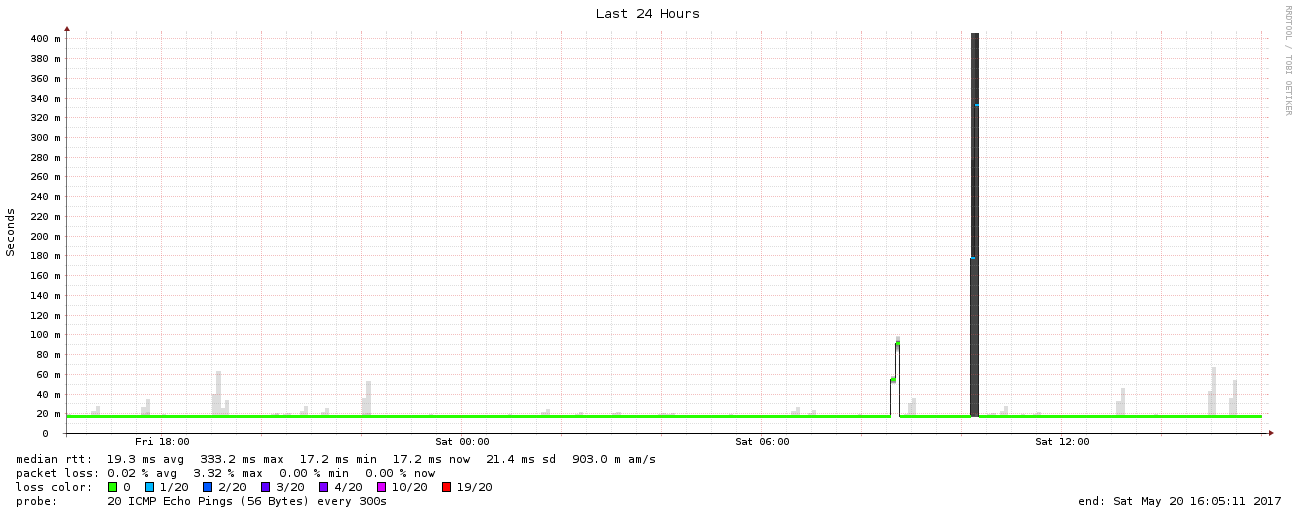 Last 24 Hours
RRDTOOL / TOBI OETIKER
Seconds
400 m
380 m
360 m
340 m
320 m
300 m
280 m
260 m
240 m
220 m
200 m
180 m
160 m
140 m
120 m
100 m
80 m
60 m
40 m
20 m
0
Fri 18:00 Sat 00:00 Sat 06:00 Sat 12:00
median rtt: 19.3 ms avg 333.2 ms max 17.2 ms min 17.2 ms now 21.4 ms sd 903.0 m am/s
packet loss: 0.02 % avg 3.32 % max 0.00 % min 0.00 % now
loss color: 0 1/20 2/20 3/20 4/20 10/20 19/20
probe: 20 ICMP Echo Pings (56 Bytes) every 300s end: Sat May 20 16:05:11 2017